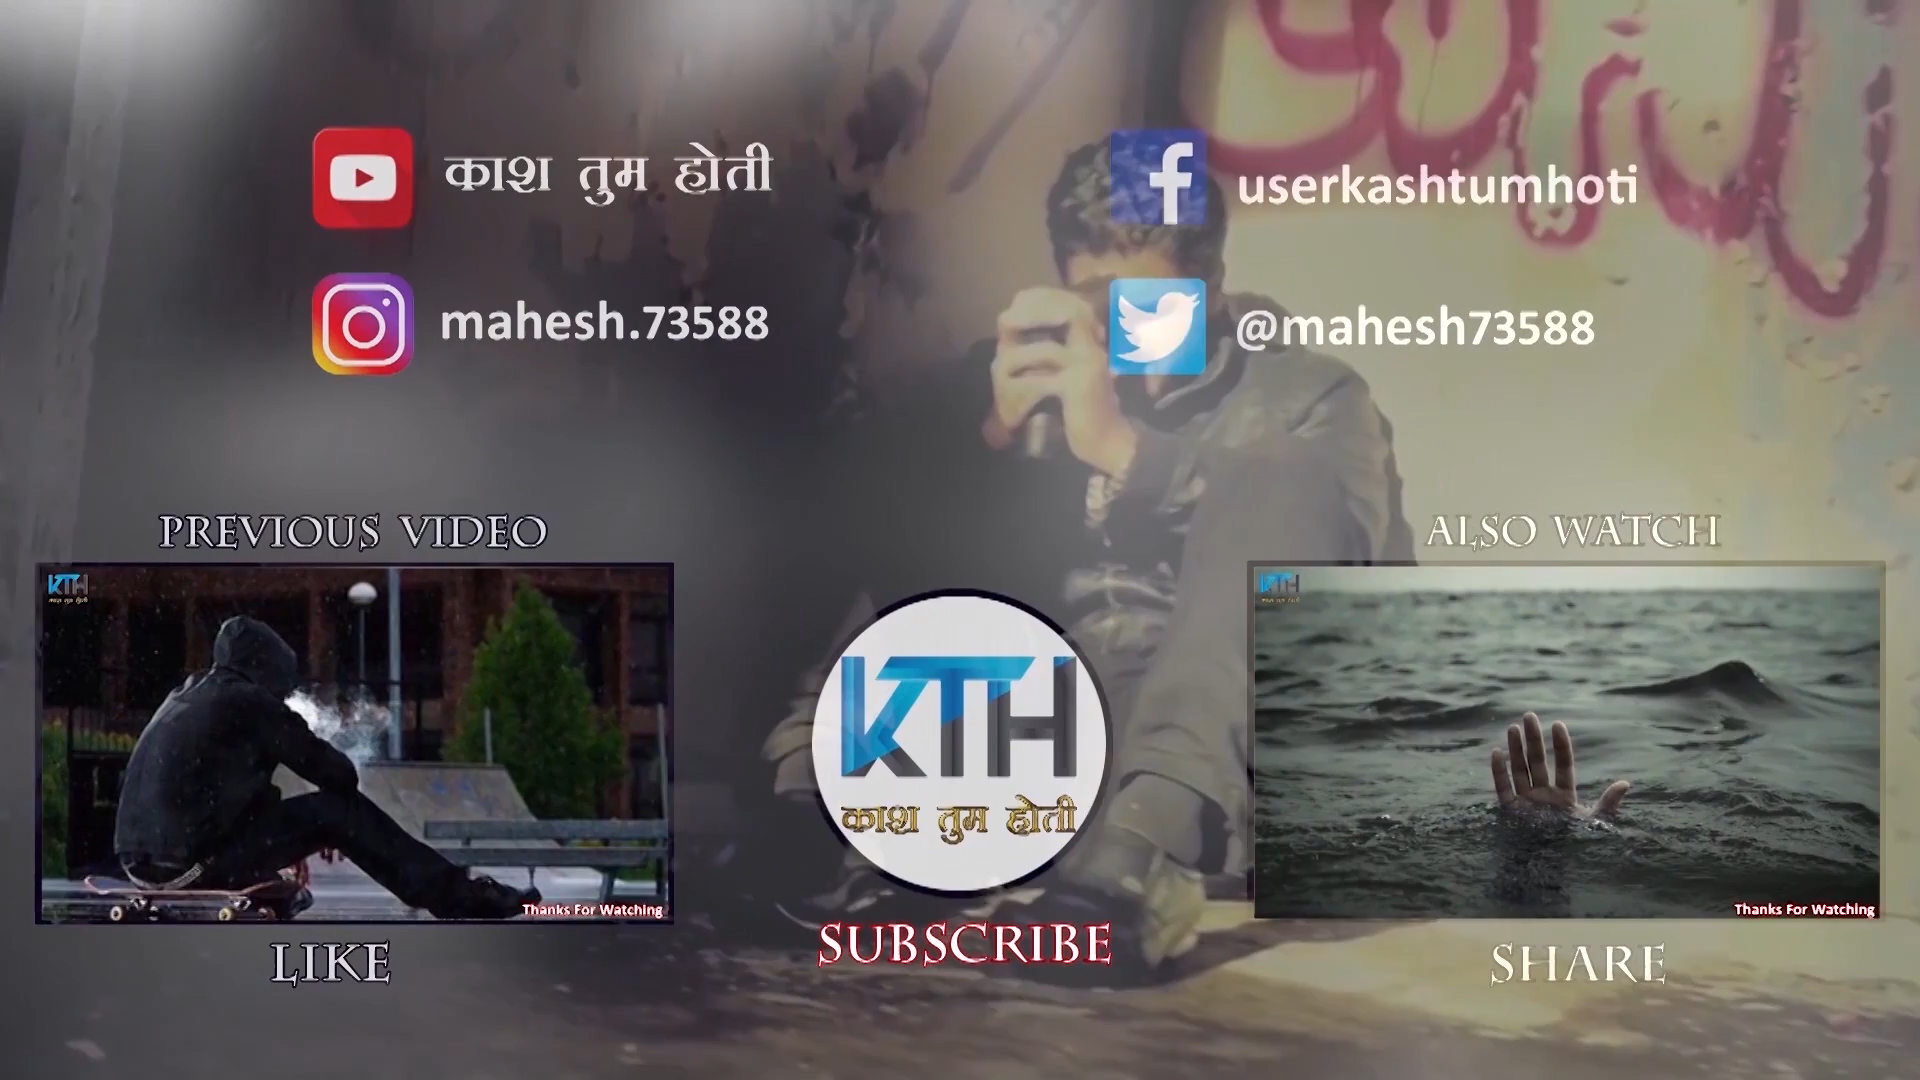 काश तुम होती
userkashtumhoti
mahesh.73588
@mahesh73588
PREVIOUS VIDEO
ALSO WATCH
KTH
काश तुम होती
Thanks For Watching
KTH
काश तुम होती
KTH
काश तुम होती
Thanks For Watching
LIKE
SUBSCRIBE
SHARE